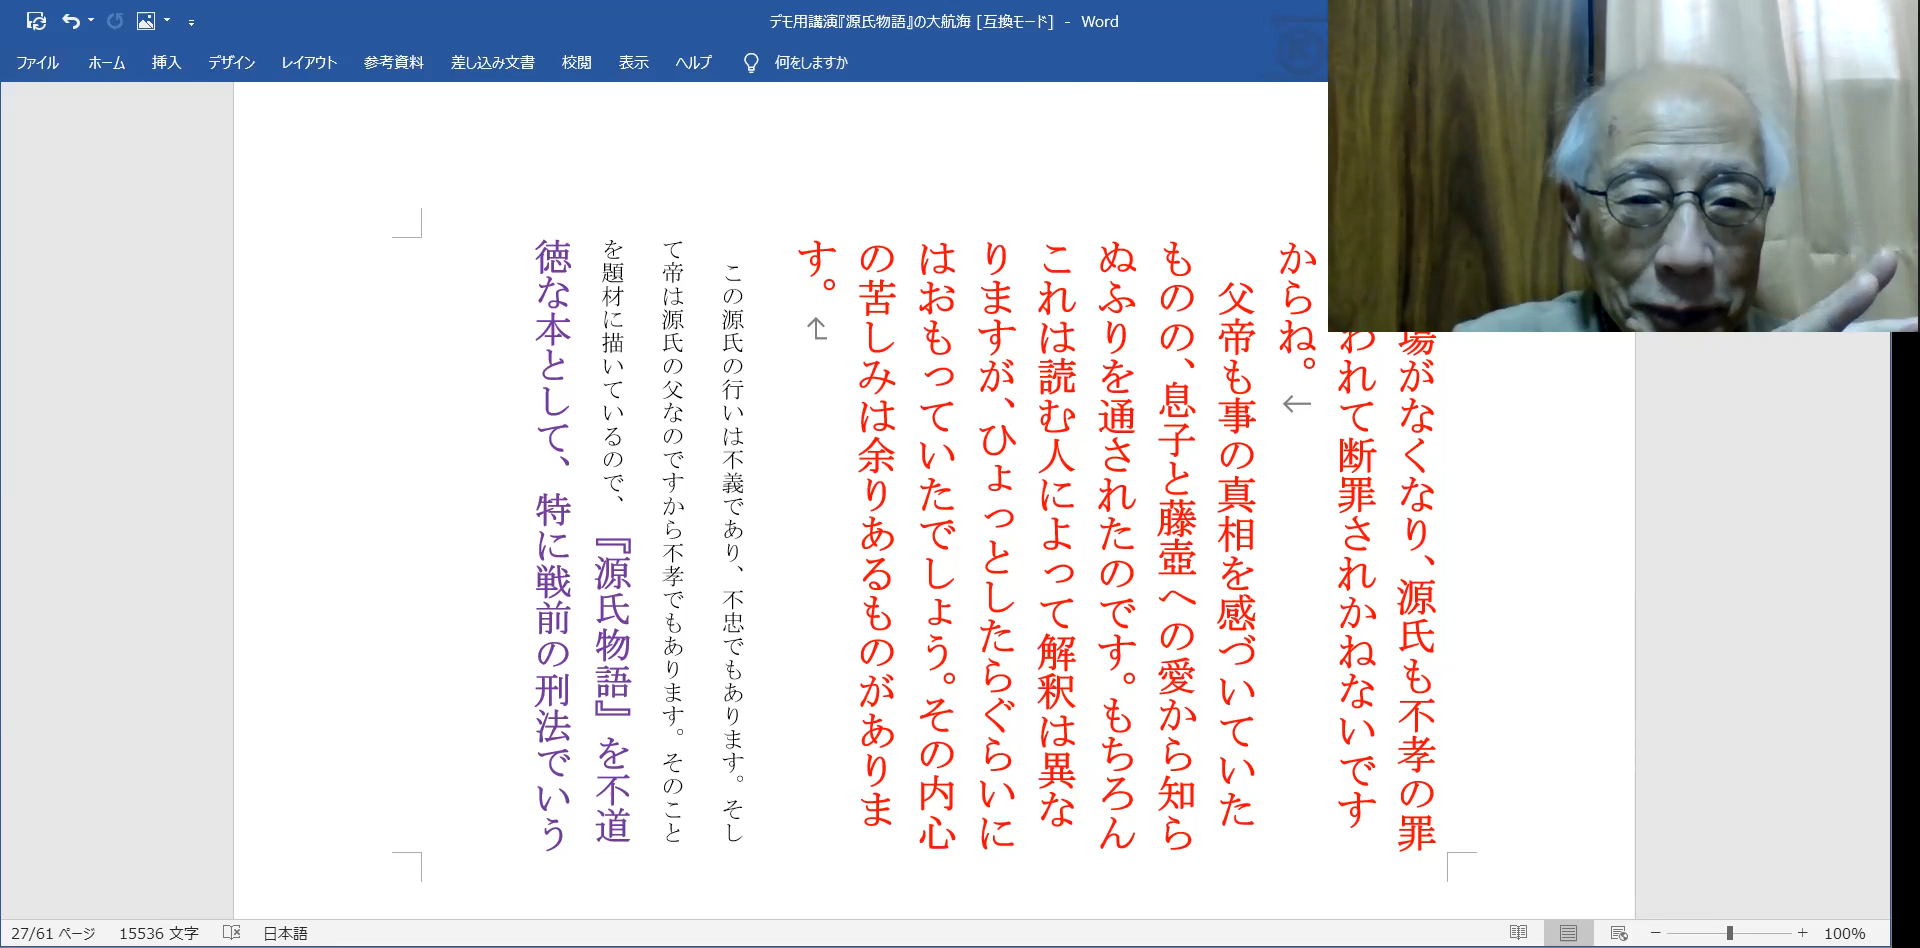 デモ用講演『源氏物語』の大航海 [互換モード] - Word
ファイル ホーム 挿入 デザイン レイアウト 参考資料 差し込み文書 校閲 表示 ヘルプ 何をしますか
場がなくなり、源氏も不孝の罪
われて断罪されかねないです
からね。
父帝も事の真相を感づいていた
ものの、息子と藤壺への愛から知ら
ぬふりを通されたのです。もちろん
これは読む人によって解釈は異な
りますが、ひょっとしたらぐらいに
はおもっていたでしょう。その内心
の苦しみは余りあるものがありま
す。
この源氏の行いは不義であり、不忠でもあります。そし
て帝は源氏の父なのですから不孝でもあります。そのこと
を題材に描いているので、『源氏物語』を不道
徳な本として、特に戦前の刑法でいう
27/61 ページ 15536 文字 日本語 100%